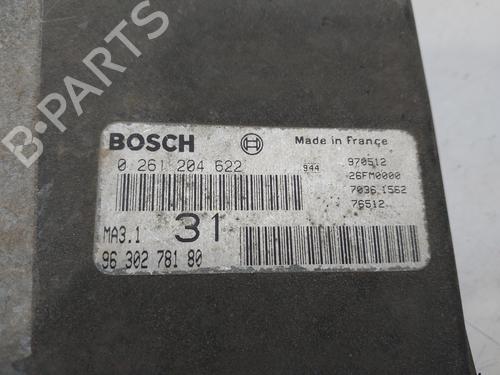 BOSCH
Made in France
0 261 204 622
944
970512
26FM0000
7036.1562
76512
MA3.1
31
96 302 781 80
B-PARTS